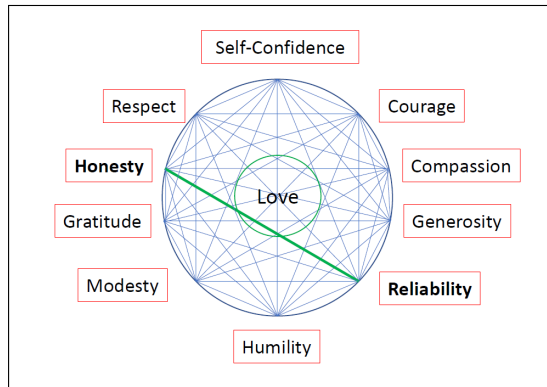 Self-Confidence
Respect
Courage
Honesty
Compassion
Love
Gratitude
Generosity
Modesty
Reliability
Humility